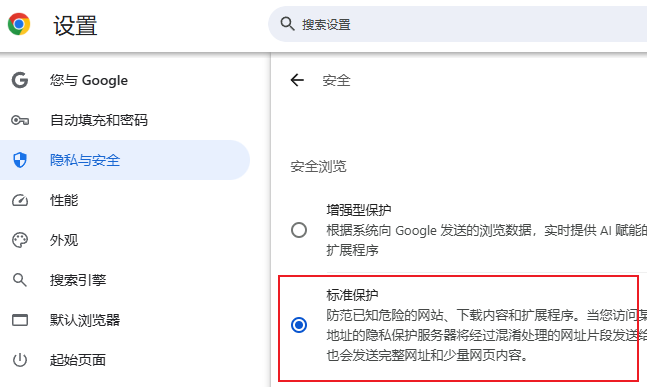 设置
搜索设置
您与 Google
自动填充和密码
隐私与安全
性能
外观
搜索引擎
默认浏览器
起始页面
安全
安全浏览
增强型保护
根据系统向 Google 发送的浏览数据，实时提供 AI 赋能的
扩展程序
标准保护
防范已知危险的网站、下载内容和扩展程序。当您访问某
地址的隐私保护服务器将经过混淆处理的网址片段发送给
也会发送完整网址和少量网页内容。